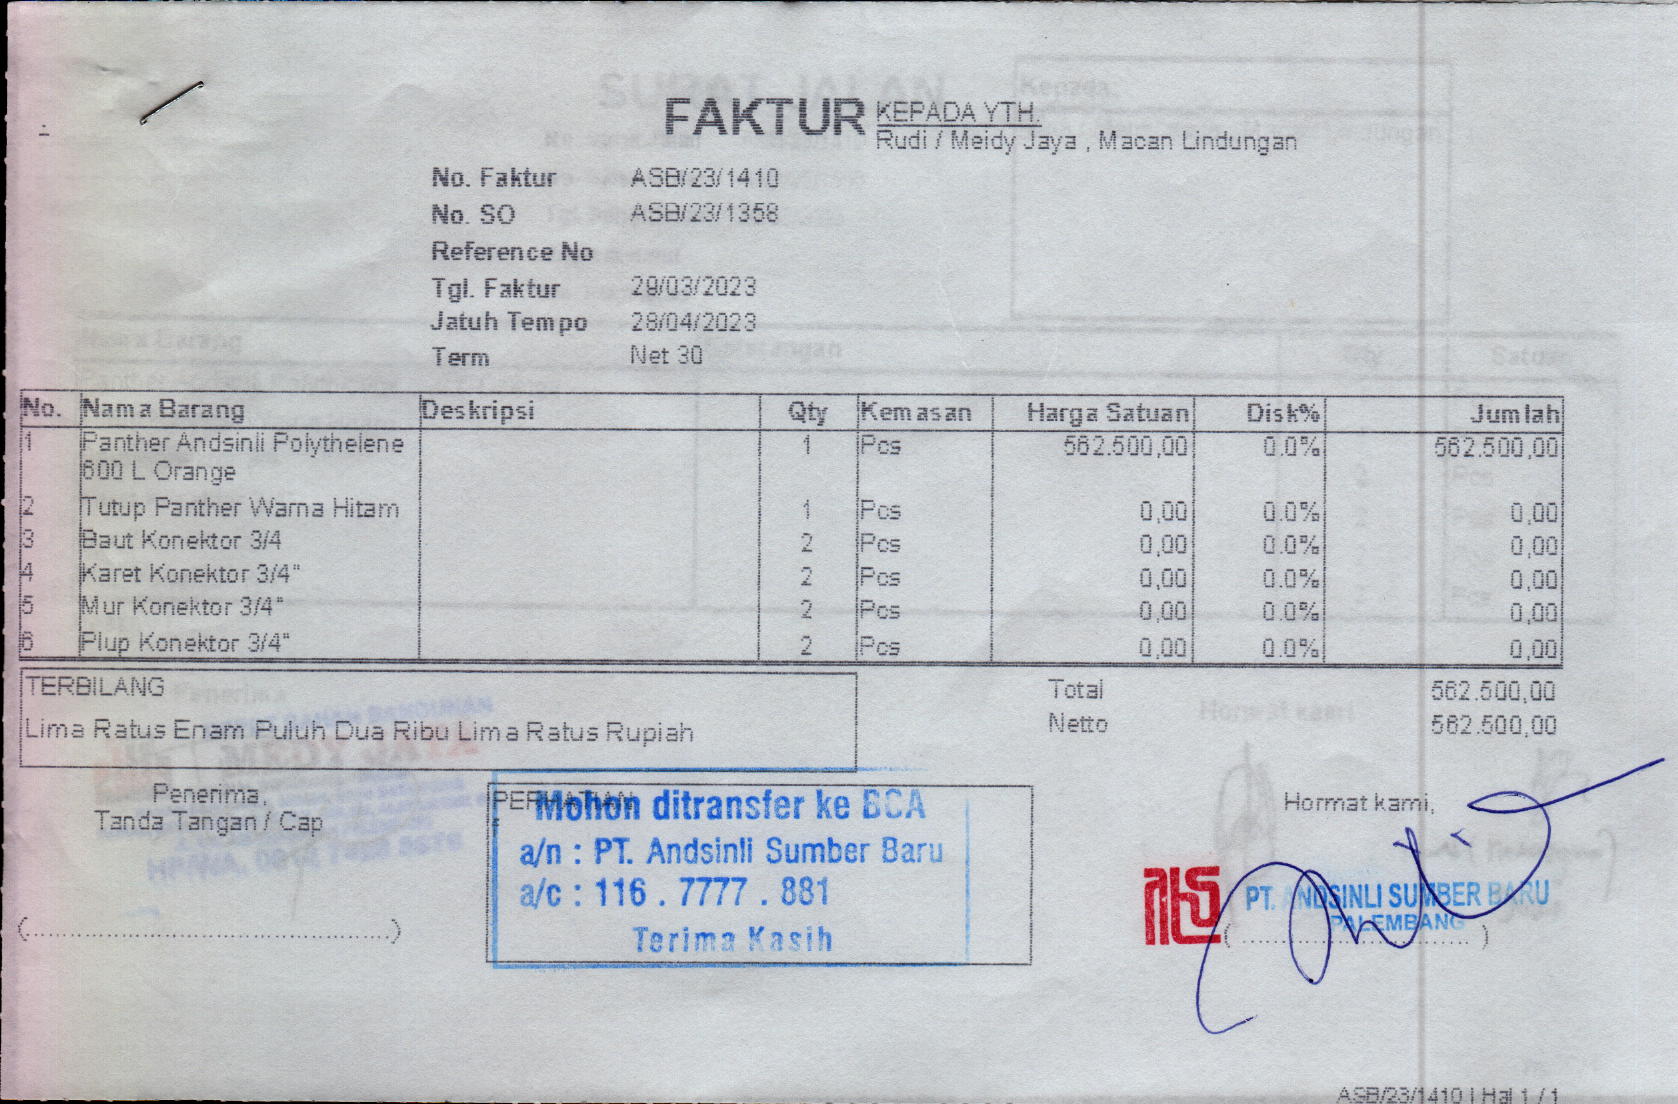 FAKTUR
KEPADA YTH.
Rudi / Meidy Jaya , Macan Lindungan
No. Faktur ASB/23/1410
No. SO ASB/23/1358
Reference No
Tgl. Faktur 29/03/2023
Jatuh Tempo 28/04/2023
Term Net 30
No. Nama Barang Deskripsi Qty Kemasan Harga Satuan Disk% Jumlah
1 Panther Andsinli Polythelene 1 Pcs 562.500,00 0.0% 562.500,00
600 L Orange
2 Tutup Panther Warna Hitam 1 Pcs 0,00 0.0% 0,00
3 Baut Konektor 3/4 2 Pcs 0,00 0.0% 0,00
4 Karet Konektor 3/4" 2 Pcs 0,00 0.0% 0,00
5 Mur Konektor 3/4" 2 Pcs 0,00 0.0% 0,00
6 Plup Konektor 3/4" 2 Pcs 0,00 0.0% 0,00
TERBILANG
Lima Ratus Enam Puluh Dua Ribu Lima Ratus Rupiah
Total 562.500,00
Netto 562.500,00
Penerima,
Tanda Tangan / Cap
Mohon ditransfer ke BCA
a/n : PT. Andsinli Sumber Baru
a/c : 116 . 7777 . 881
Terima Kasih
Hormat kami,
PT. ANDSINLI SUMBER BARU
PALEMBANG
ASB/23/1410 | Hal 1 / 1